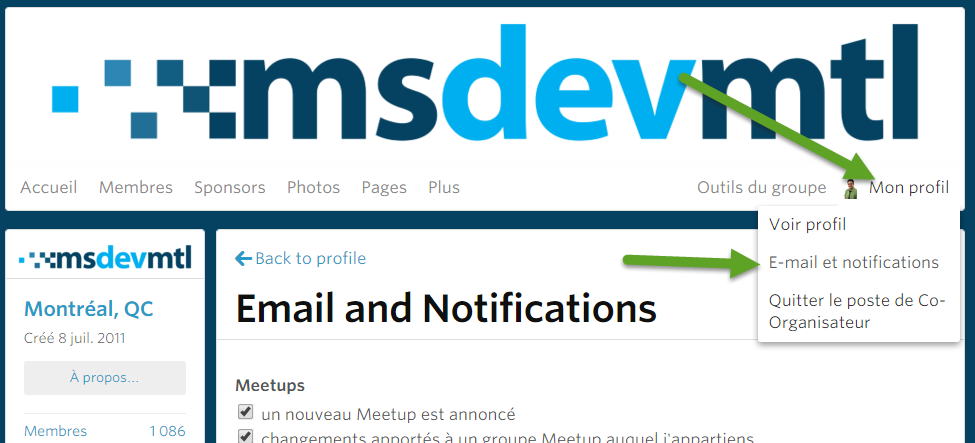 msdevmtl
Accueil Membres Sponsors Photos Pages Plus Outils du groupe Mon profil
Voir profil
E-mail et notifications
Quitter le poste de Co-
Organisateur
msdevmtl
Montréal, QC
Créé 8 juil. 2011
À propos...
Membres 1 086
Back to profile
Email and Notifications
Meetups
un nouveau Meetup est annoncé
changements apportés à un groupe Meetup auquel j'appartiens